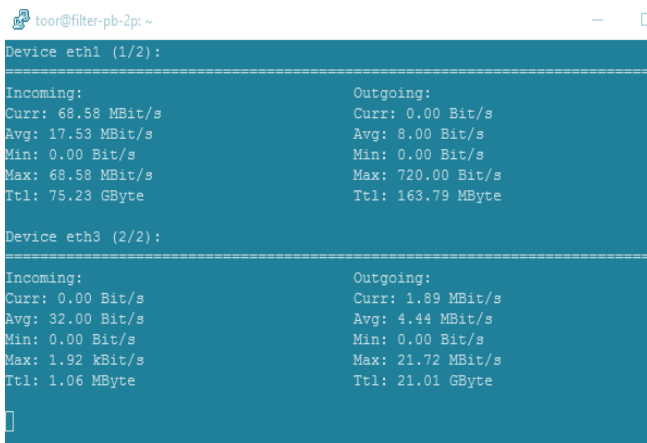 toor@filter-pb-2p: ~
Device eth1 (1/2):
================================================================================
Incoming: Outgoing:
Curr: 68.58 MBit/s Curr: 0.00 Bit/s
Avg: 17.53 MBit/s Avg: 8.00 Bit/s
Min: 0.00 Bit/s Min: 0.00 Bit/s
Max: 68.58 MBit/s Max: 720.00 Bit/s
Ttl: 75.23 GByte Ttl: 163.79 MByte
Device eth3 (2/2):
================================================================================
Incoming: Outgoing:
Curr: 0.00 Bit/s Curr: 1.89 MBit/s
Avg: 32.00 Bit/s Avg: 4.44 MBit/s
Min: 0.00 Bit/s Min: 0.00 Bit/s
Max: 1.92 kBit/s Max: 21.72 MBit/s
Ttl: 1.06 MByte Ttl: 21.01 GByte